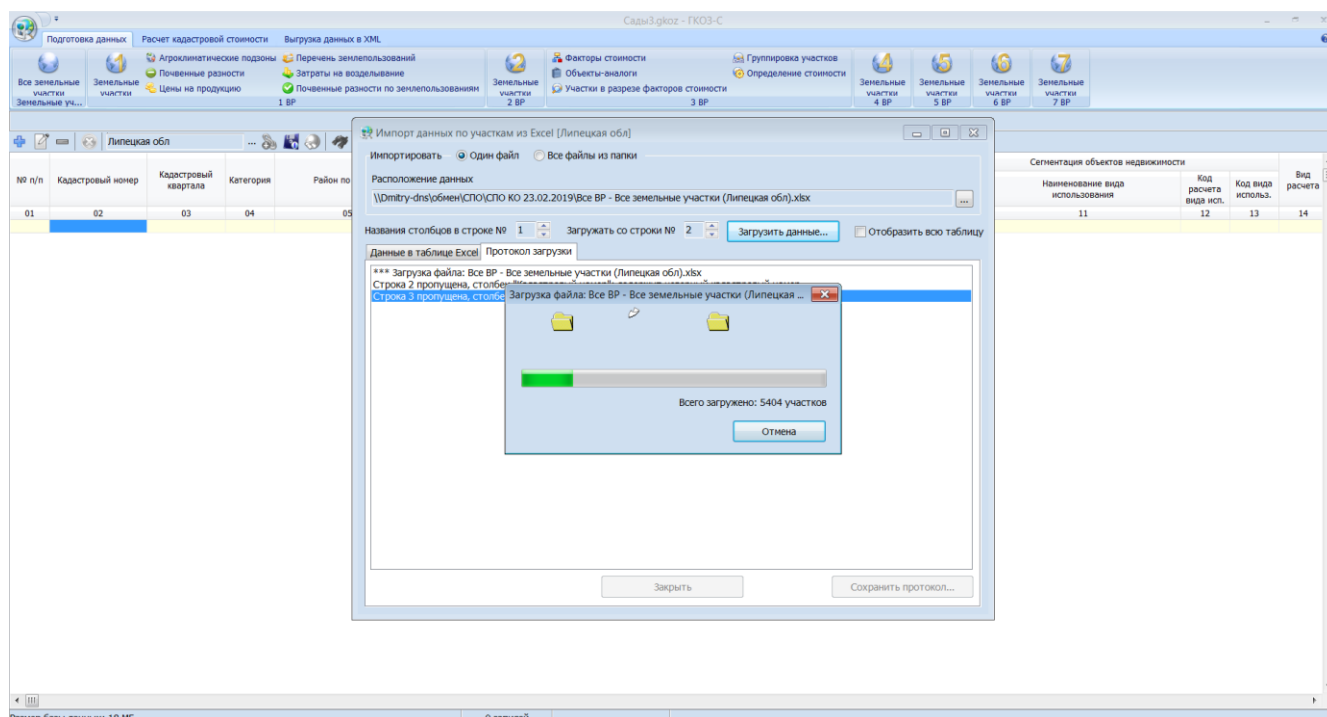 Сады3.gkoz - ГКОЗ-С
Подготовка данных Расчет кадастровой стоимости Выгрузка данных в XML
Все земельные участки
Земельные участки
Агроклиматические подзоны
Почвенные разности
Цены на продукцию
Перечень землепользований
Затраты на возделывание
Почвенные разности по землепользованиям
2 Земельные участки
Факторы стоимости
Объекты-аналоги
Участки в разрезе факторов стоимости
Группировка участков
Определение стоимости
4 Земельные участки
5 Земельные участки
6 Земельные участки
7 Земельные участки
Земельные уч... 1 ВР 2 ВР 3 ВР 4 ВР 5 ВР 6 ВР 7 ВР
Липецкая обл ...
№ п/п Кадастровый номер Кадастровый квартала Категория Район по
01 02 03 04 05
Сегментация объектов недвижимости
Наименование вида использования Код расчета вида исп. Код вида использ. Вид расчета
11 12 13 14
Импорт данных по участкам из Excel [Липецкая обл]
Импортировать Один файл Все файлы из папки
Расположение данных
\\Dmitry-dns\обмен\СПО\СПО КО 23.02.2019\Все ВР - Все земельные участки (Липецкая обл).xlsx ...
Названия столбцов в строке № 1 Загружать со строки № 2 Загрузить данные... Отобразить всю таблицу
Данные в таблице Excel Протокол загрузки
*** Загрузка файла: Все ВР - Все земельные участки (Липецкая обл).xlsx
Строка 2 пропущена, столбец
Строка 3 пропущена, столбе
Загрузка файла: Все ВР - Все земельные участки (Липецкая ...
Всего загружено: 5404 участков
Отмена
Закрыть Сохранить протокол...